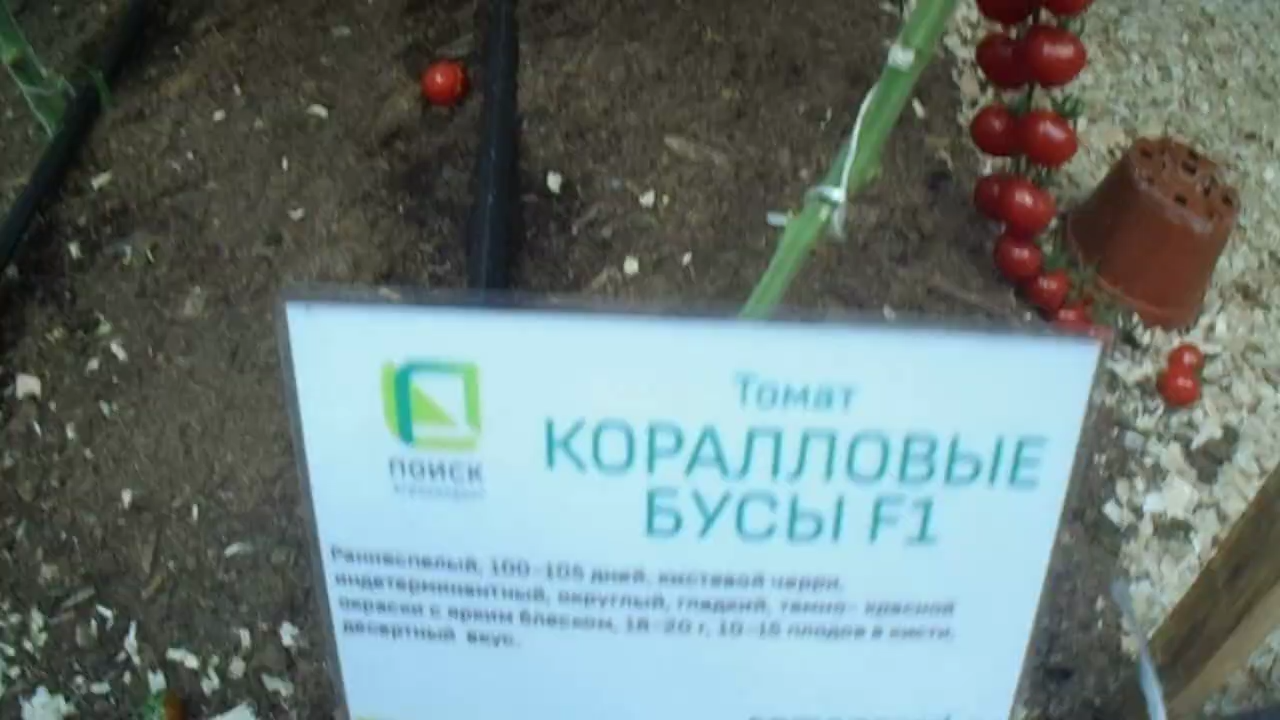 ПОИСК
Томат
КОРАЛЛОВЫЕ
БУСЫ F1
Раннеспелый, 100-105 дней, кистевой черри,
индетерминантный, округлый, гладкий, темно- красной
окраски с ярким блеском, 18-20 г, 10-15 плодов в кисти,
десертный вкус.